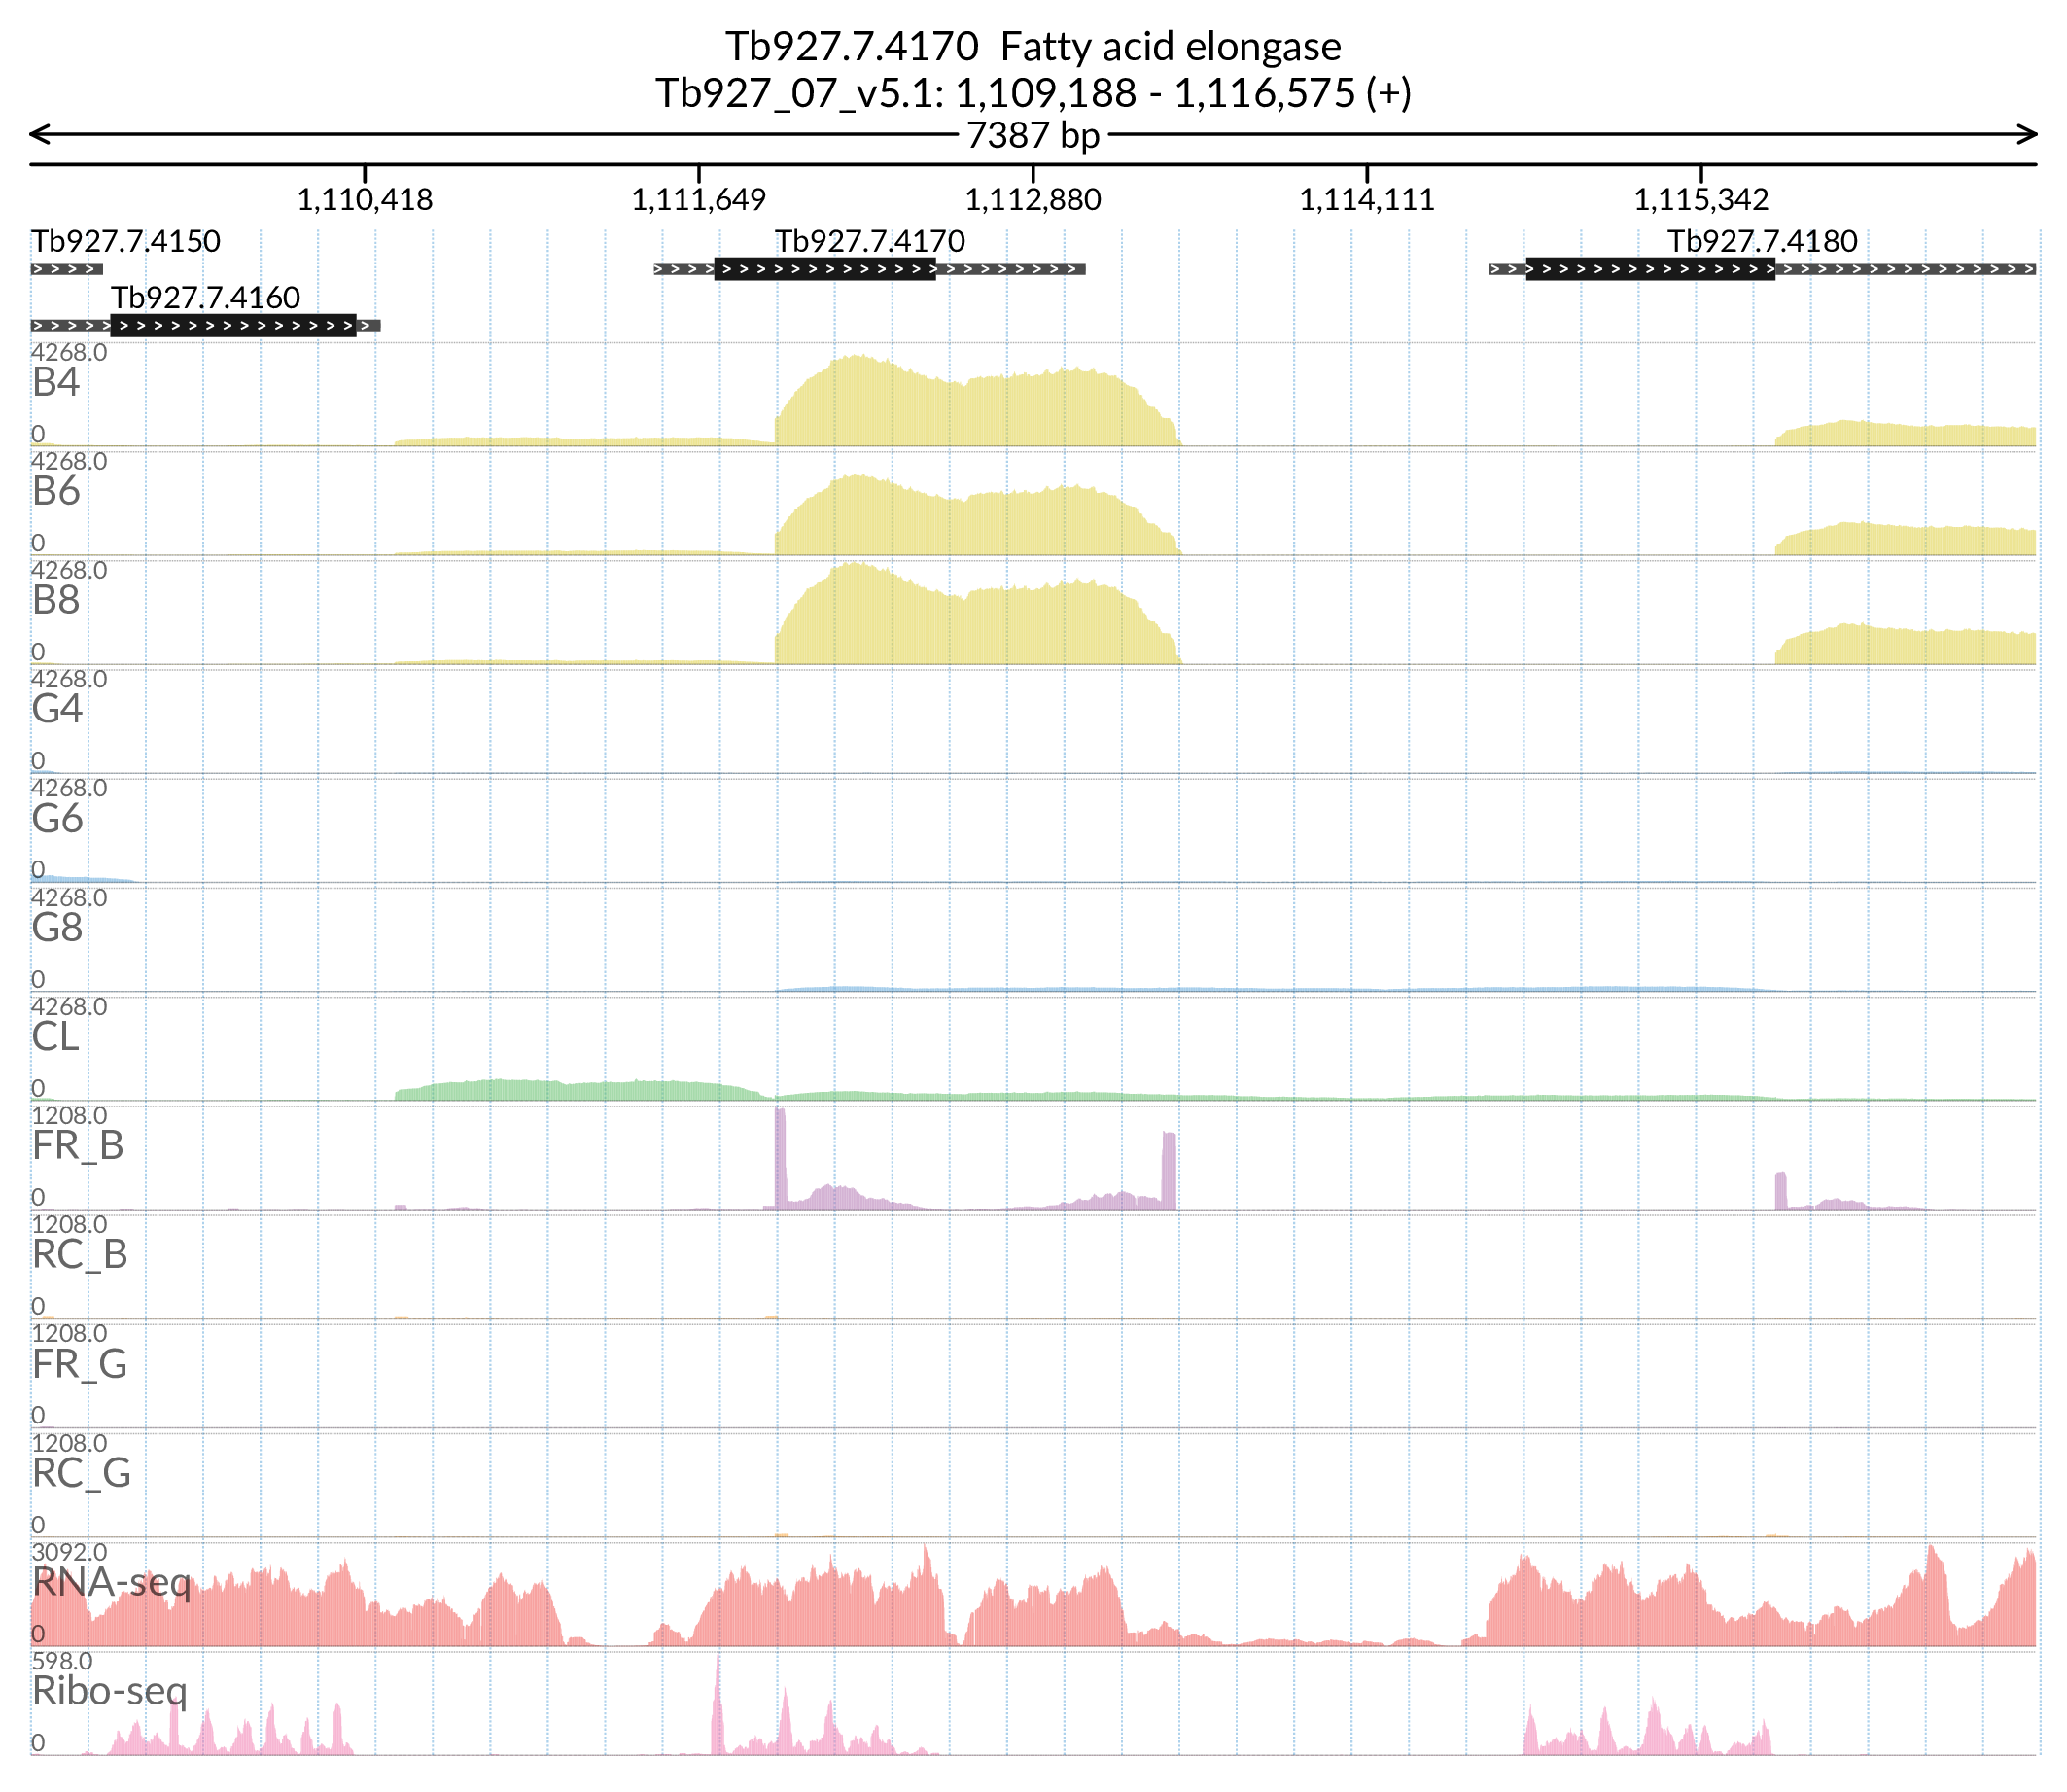 Tb927.7.4170  Fatty acid elongase
Tb927_07_v5.1: 1,109,188 - 1,116,575 (+)
7387 bp
1,110,418 1,111,649 1,112,880 1,114,111 1,115,342
Tb927.7.4150 Tb927.7.4170 Tb927.7.4180
Tb927.7.4160
4268.0
B4
0
4268.0
B6
0
4268.0
B8
0
4268.0
G4
0
4268.0
G6
0
4268.0
G8
0
4268.0
CL
0
1208.0
FR_B
0
1208.0
RC_B
0
1208.0
FR_G
0
1208.0
RC_G
0
3092.0
RNA-seq
0
598.0
Ribo-seq
0